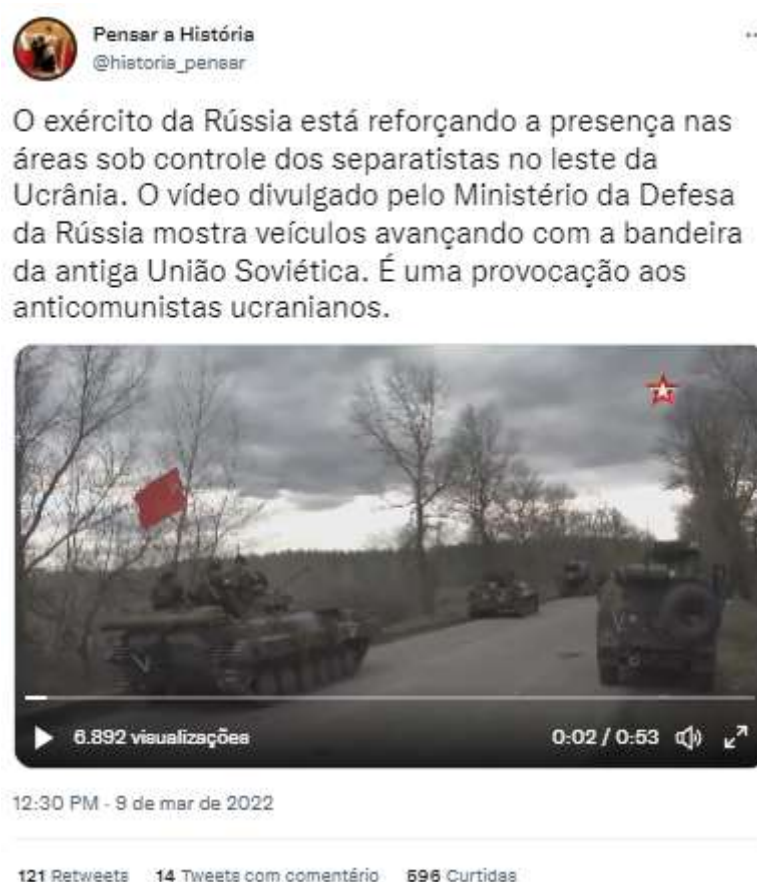 Pensar a História
@historia_pensar
O exército da Rússia está reforçando a presença nas
áreas sob controle dos separatistas no leste da
Ucrânia. O vídeo divulgado pelo Ministério da Defesa
da Rússia mostra veículos avançando com a bandeira
da antiga União Soviética. É uma provocação aos
anticomunistas ucranianos.
V
V
6.892 visualizações
0:02 / 0:53
12:30 PM - 9 de mar de 2022
121 Retweets 14 Tweets com comentário 596 Curtidas